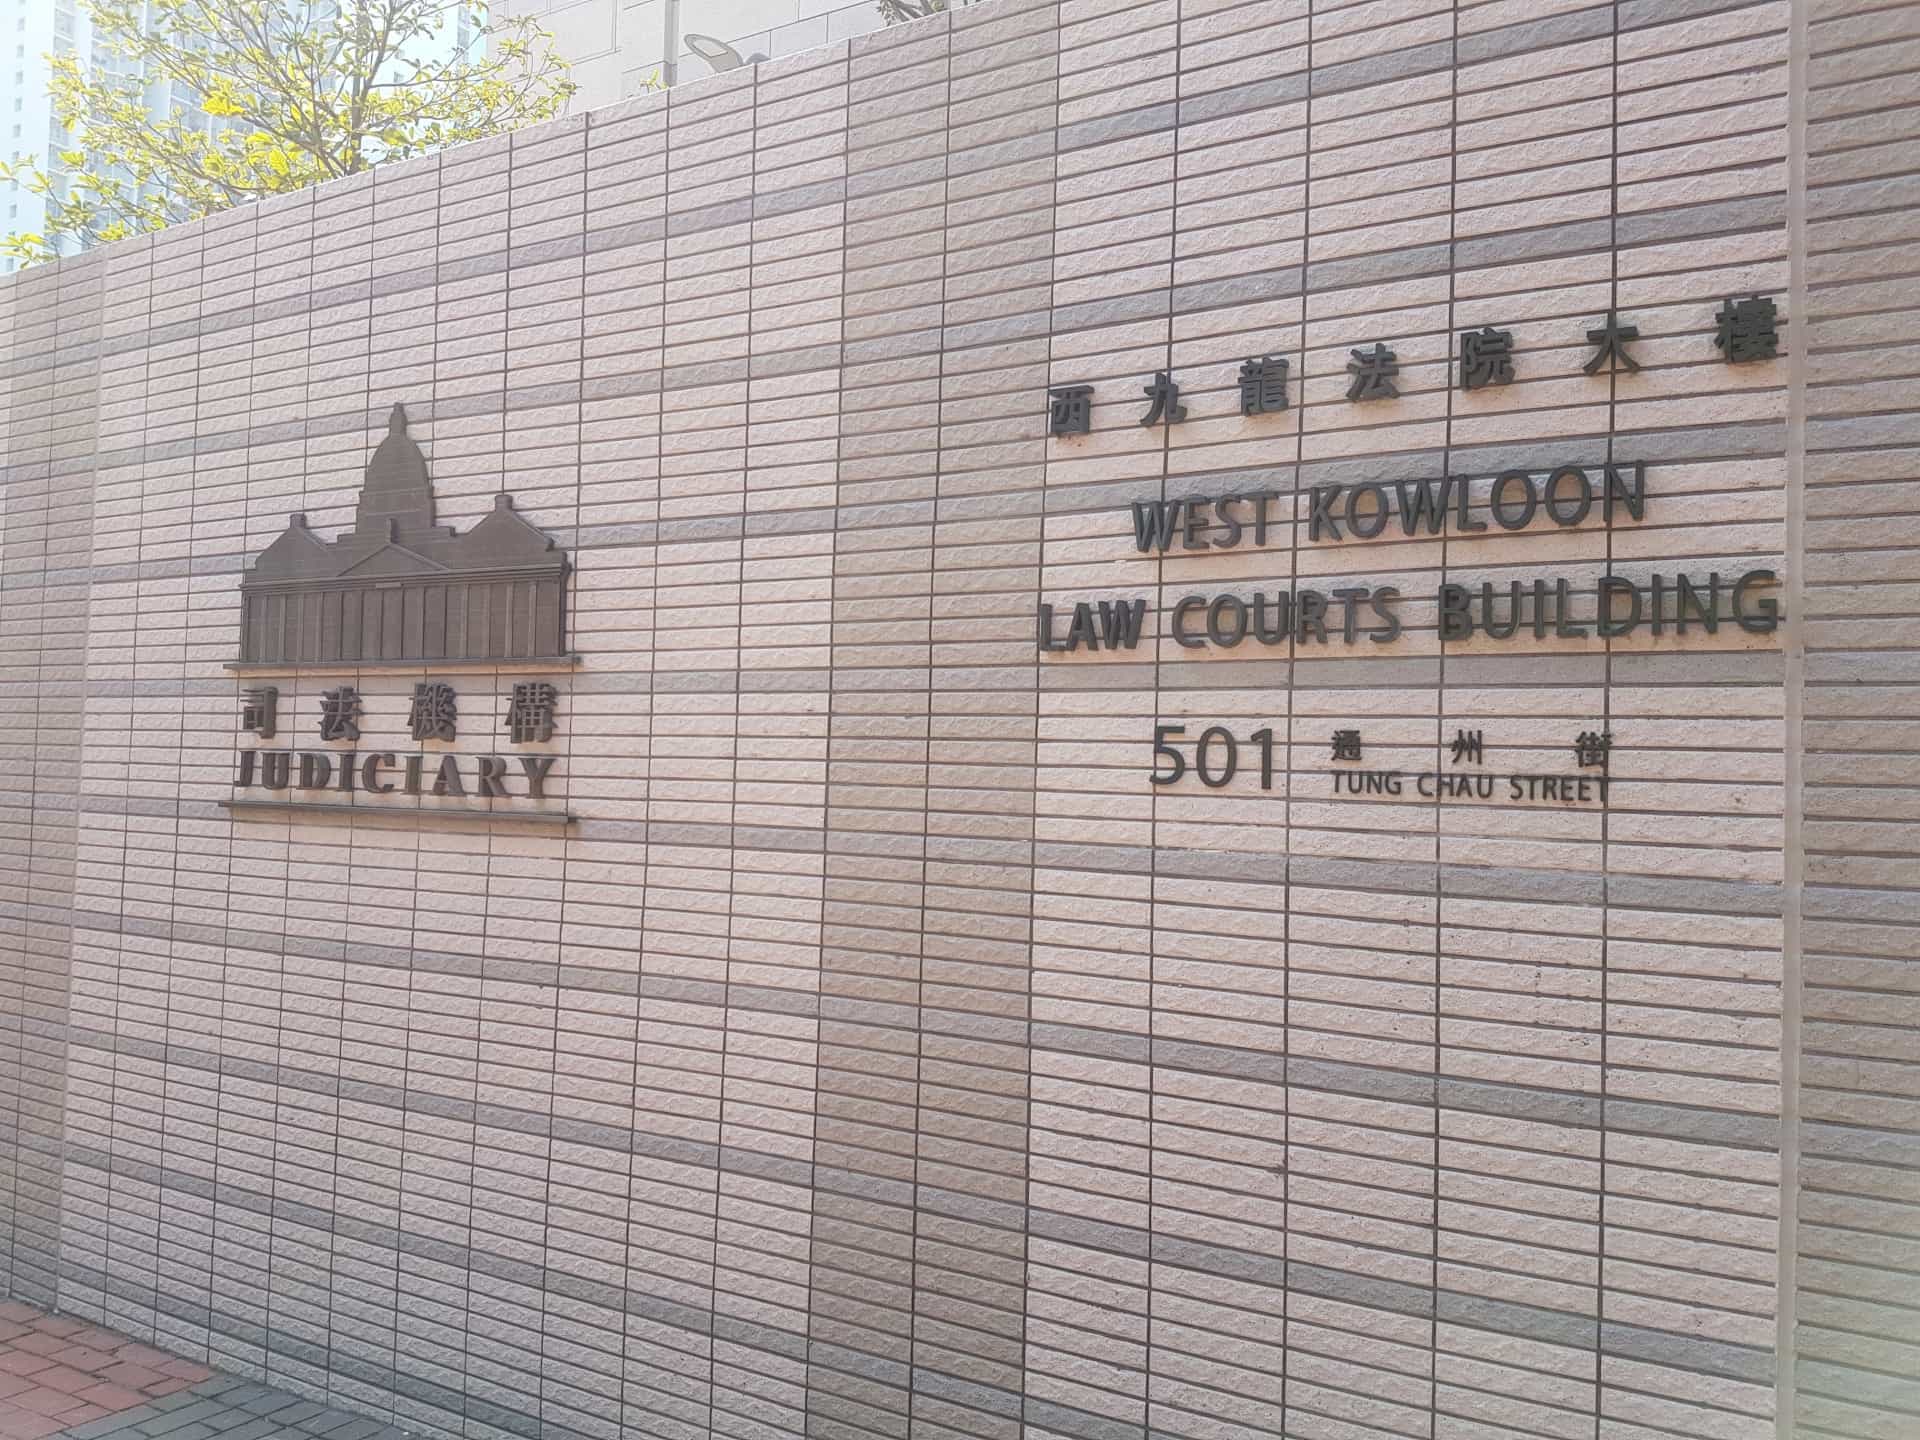 司法機構
JUDICIARY
西九龍法院大樓
WEST KOWLOON
LAW COURTS BUILDING
501 通州街
TUNG CHAU STREET